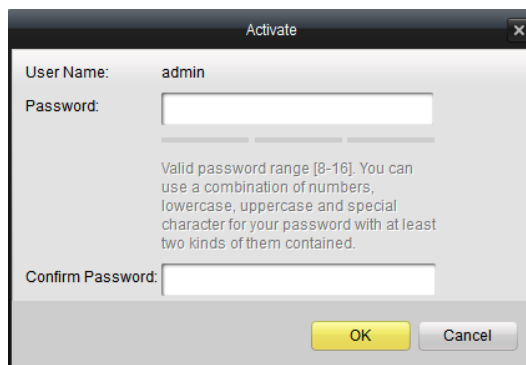 Activate
User Name: admin
Password:
Valid password range [8-16]. You can
use a combination of numbers,
lowercase, uppercase and special
character for your password with at least
two kinds of them contained.
Confirm Password:
OK Cancel